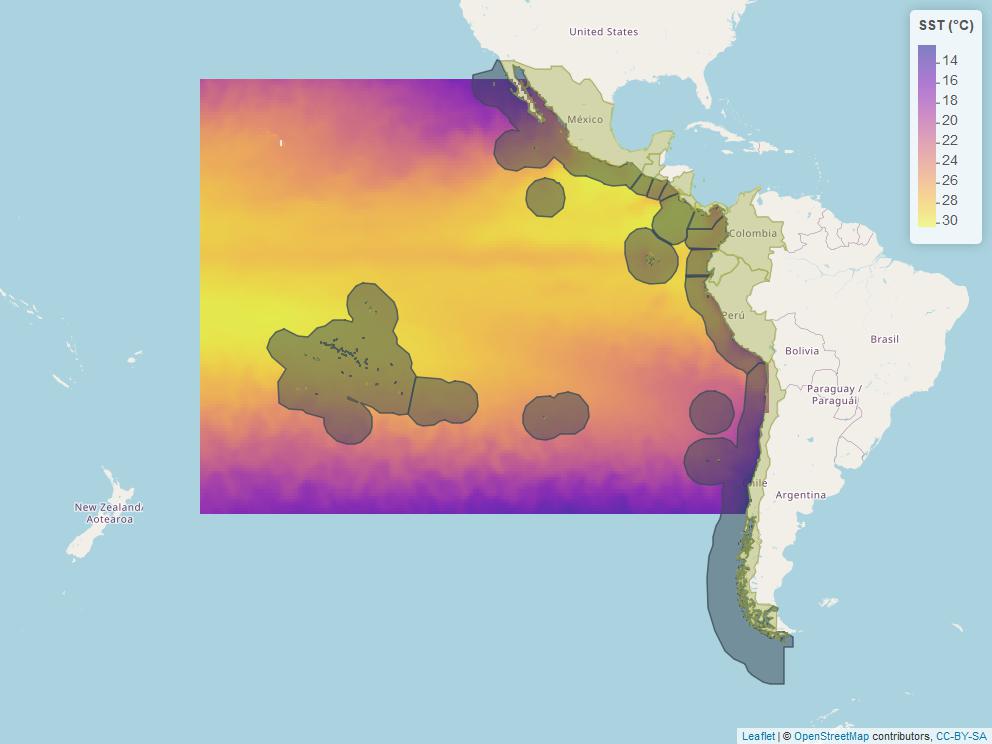 United States
México
Colombia
Perú
Brasil
Bolivia
Paraguay /
Paraguái
Argentina
New Zealand/
Aotearoa
SST (°C)
14
16
18
20
22
24
26
28
30
Leaflet | © OpenStreetMap contributors, CC-BY-SA